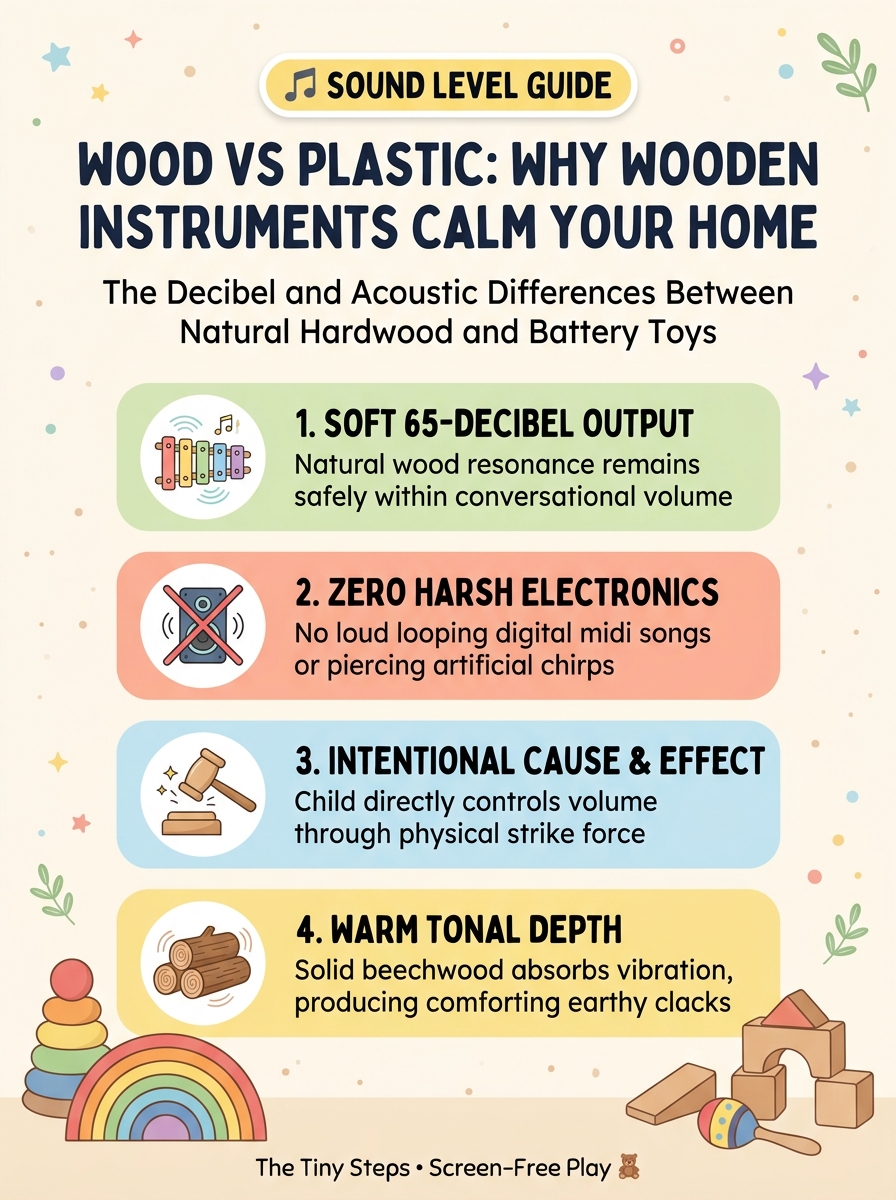 SOUND LEVEL GUIDE
WOOD VS PLASTIC: WHY WOODEN
INSTRUMENTS CALM YOUR HOME
The Decibel and Acoustic Differences Between
Natural Hardwood and Battery Toys
1. SOFT 65-DECIBEL OUTPUT
Natural wood resonance remains
safely within conversational volume
2. ZERO HARSH ELECTRONICS
No loud looping digital midi songs
or piercing artificial chirps
3. INTENTIONAL CAUSE & EFFECT
Child directly controls volume
through physical strike force
4. WARM TONAL DEPTH
Solid beechwood absorbs vibration,
producing comforting earthy clacks
The Tiny Steps • Screen-Free Play